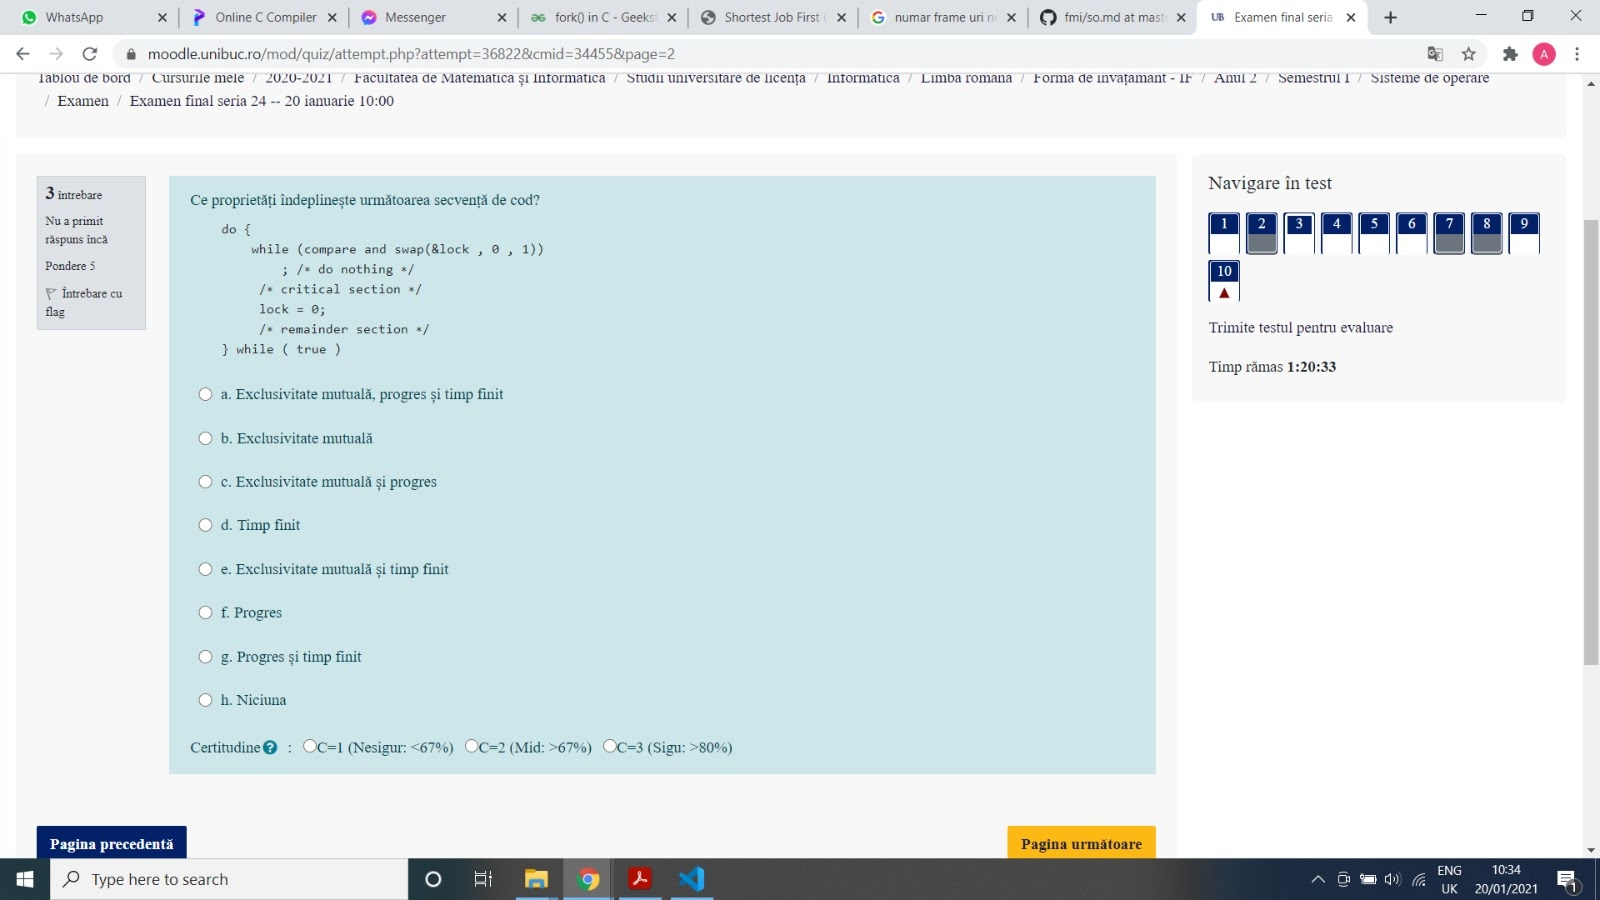 WhatsApp
Online C Compiler
Messenger
fork() in C - Geeks
Shortest Job First (
numar frame uri n
fmi/so.md at mast
UB Examen final seria
moodle.unibuc.ro/mod/quiz/attempt.php?attempt=36822&cmid=34455&page=2
A
Tablou de bord / Cursurile mele / 2020-2021 / Facultatea de Matematică și Informatică / Studii universitare de licență / Informatică / Limba română / Forma de învățământ - IF / Anul 2 / Semestrul I / Sisteme de operare
/ Examen / Examen final seria 24 -- 20 ianuarie 10:00
3 întrebare
Nu a primit
răspuns încă
Pondere 5
Întrebare cu
flag
Ce proprietăți îndeplinește următoarea secvență de cod?
do {
while (compare and swap(&lock , 0 , 1))
; /* do nothing */
/* critical section */
lock = 0;
/* remainder section */
} while ( true )
a. Exclusivitate mutuală, progres și timp finit
b. Exclusivitate mutuală
c. Exclusivitate mutuală și progres
d. Timp finit
e. Exclusivitate mutuală și timp finit
f. Progres
g. Progres și timp finit
h. Niciuna
Certitudine ? : C=1 (Nesigur: <67%) C=2 (Mid: >67%) C=3 (Sigu: >80%)
Navigare în test
1 2 3 4 5 6 7 8 9
10
Trimite testul pentru evaluare
Timp rămas 1:20:33
Pagina precedentă
Pagina următoare
Type here to search
ENG
UK
10:34
20/01/2021
1